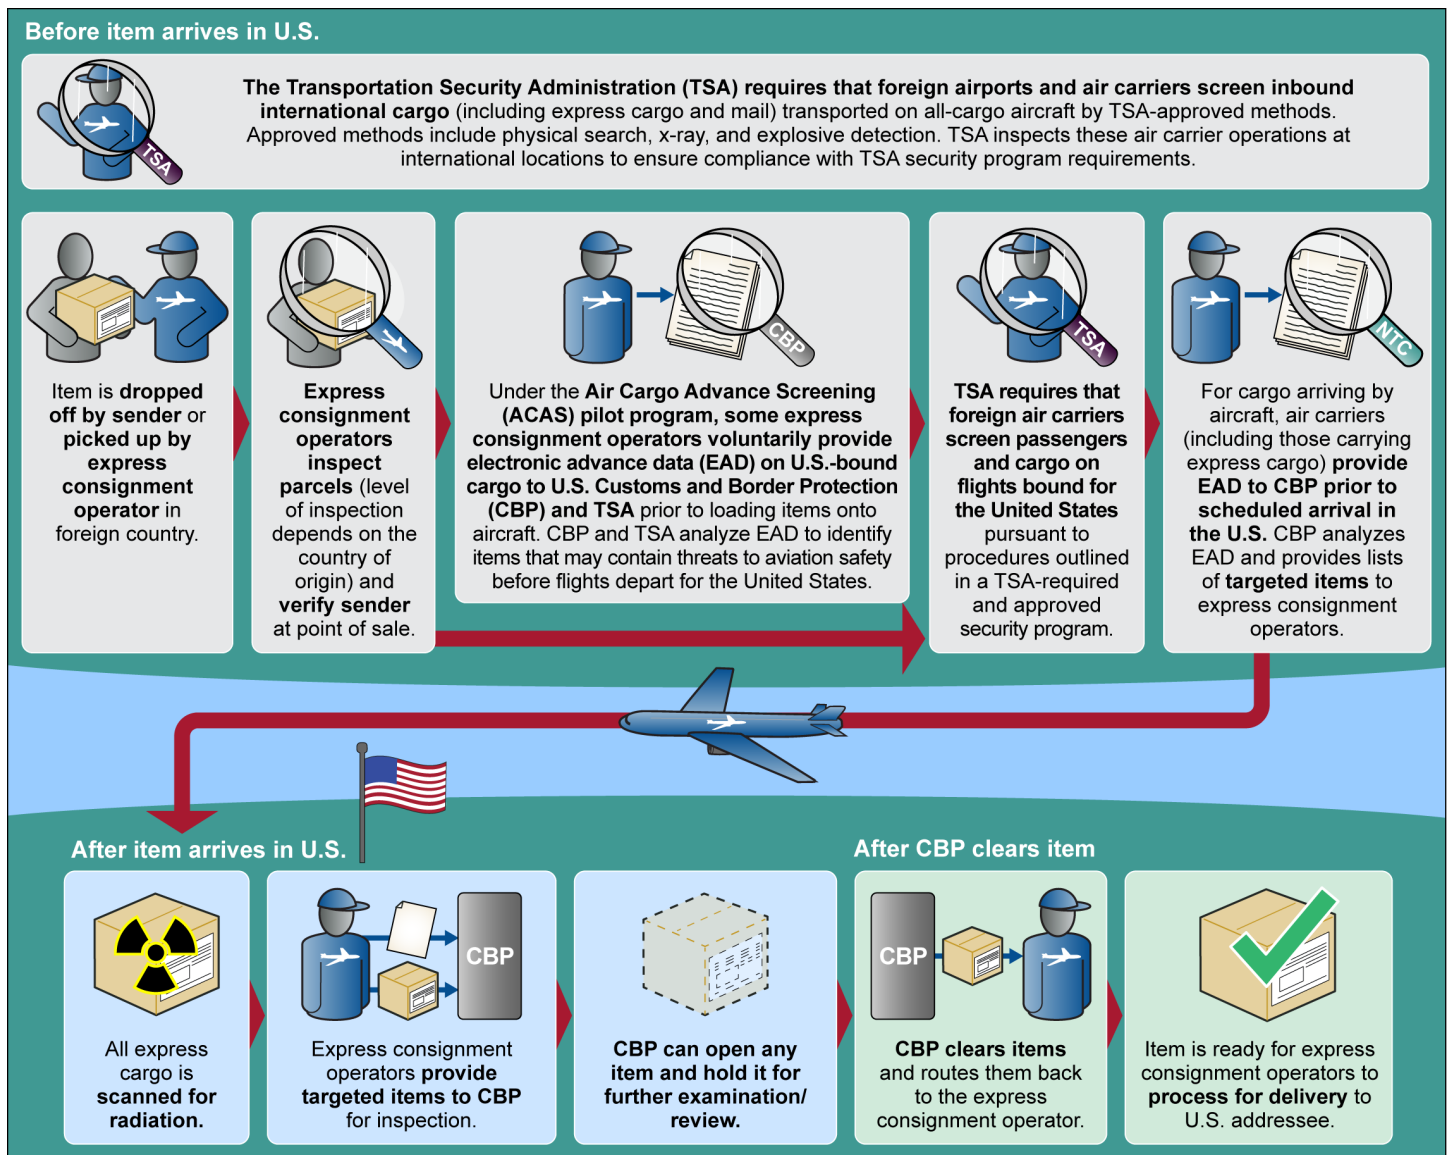 Before item arrives in U.S.
The Transportation Security Administration (TSA) requires that foreign airports and air carriers screen inbound
international cargo (including express cargo and mail) transported on all-cargo aircraft by TSA-approved methods.
Approved methods include physical search, x-ray, and explosive detection. TSA inspects these air carrier operations at
international locations to ensure compliance with TSA security program requirements.
TSA
Item is dropped
off by sender or
picked up by
express
consignment
operator in
foreign country.
Express
consignment
operators
inspect
parcels (level
of inspection
depends on the
country of
origin) and
verify sender
at point of sale.
CBP
Under the Air Cargo Advance Screening
(ACAS) pilot program, some express
consignment operators voluntarily provide
electronic advance data (EAD) on U.S.-bound
cargo to U.S. Customs and Border Protection
(CBP) and TSA prior to loading items onto
aircraft. CBP and TSA analyze EAD to identify
items that may contain threats to aviation safety
before flights depart for the United States.
TSA
TSA requires that
foreign air carriers
screen passengers
and cargo on
flights bound for
the United States
pursuant to
procedures outlined
in a TSA-required
and approved
security program.
NTC
For cargo arriving by
aircraft, air carriers
(including those carrying
express cargo) provide
EAD to CBP prior to
scheduled arrival in
the U.S. CBP analyzes
EAD and provides lists
of targeted items to
express consignment
operators.
After item arrives in U.S.
All express
cargo is
scanned for
radiation.
CBP
Express consignment
operators provide
targeted items to CBP
for inspection.
CBP can open any
item and hold it for
further examination/
review.
After CBP clears item
CBP
CBP clears items
and routes them back
to the express
consignment operator.
Item is ready for express
consignment operators to
process for delivery to
U.S. addressee.